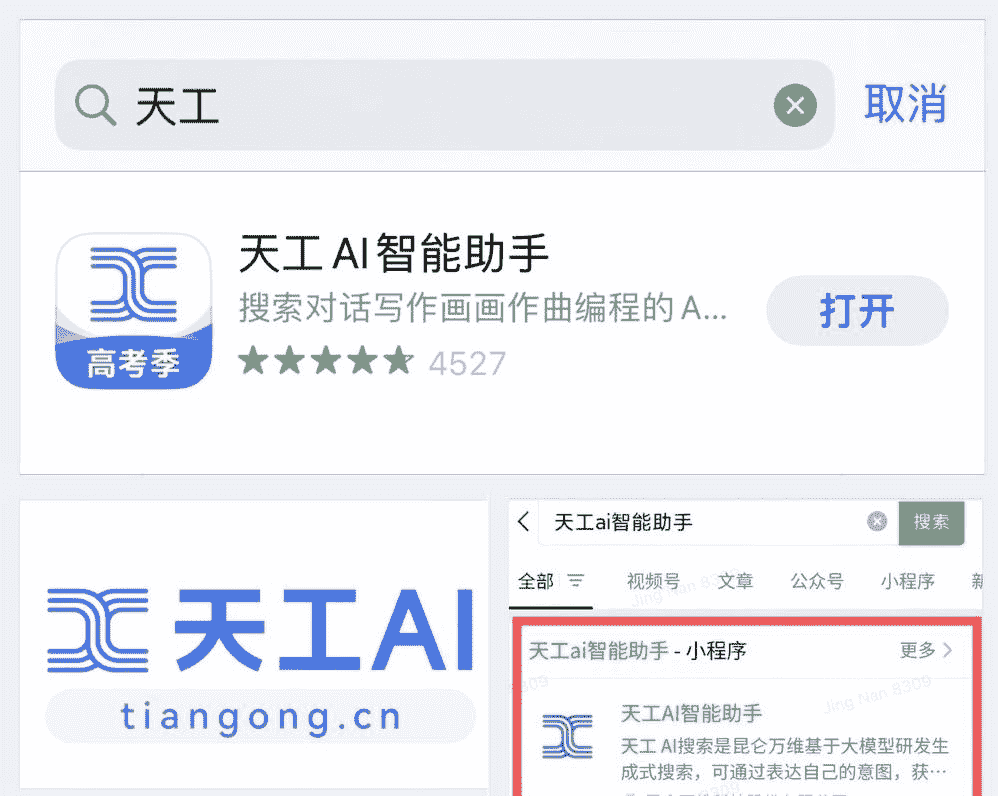 天工
取消
天工 AI 智能助手
搜索对话写作画画作曲编程的 A...
打开
4527
高考季
天工AI
tiangong.cn
天工ai智能助手
搜索
全部
视频号
文章
公众号
小程序
天工ai智能助手 - 小程序
更多
天工AI智能助手
天工 AI搜索是昆仑万维基于大模型研发生
成式搜索，可通过表达自己的意图，获…
Jing Nan 8309